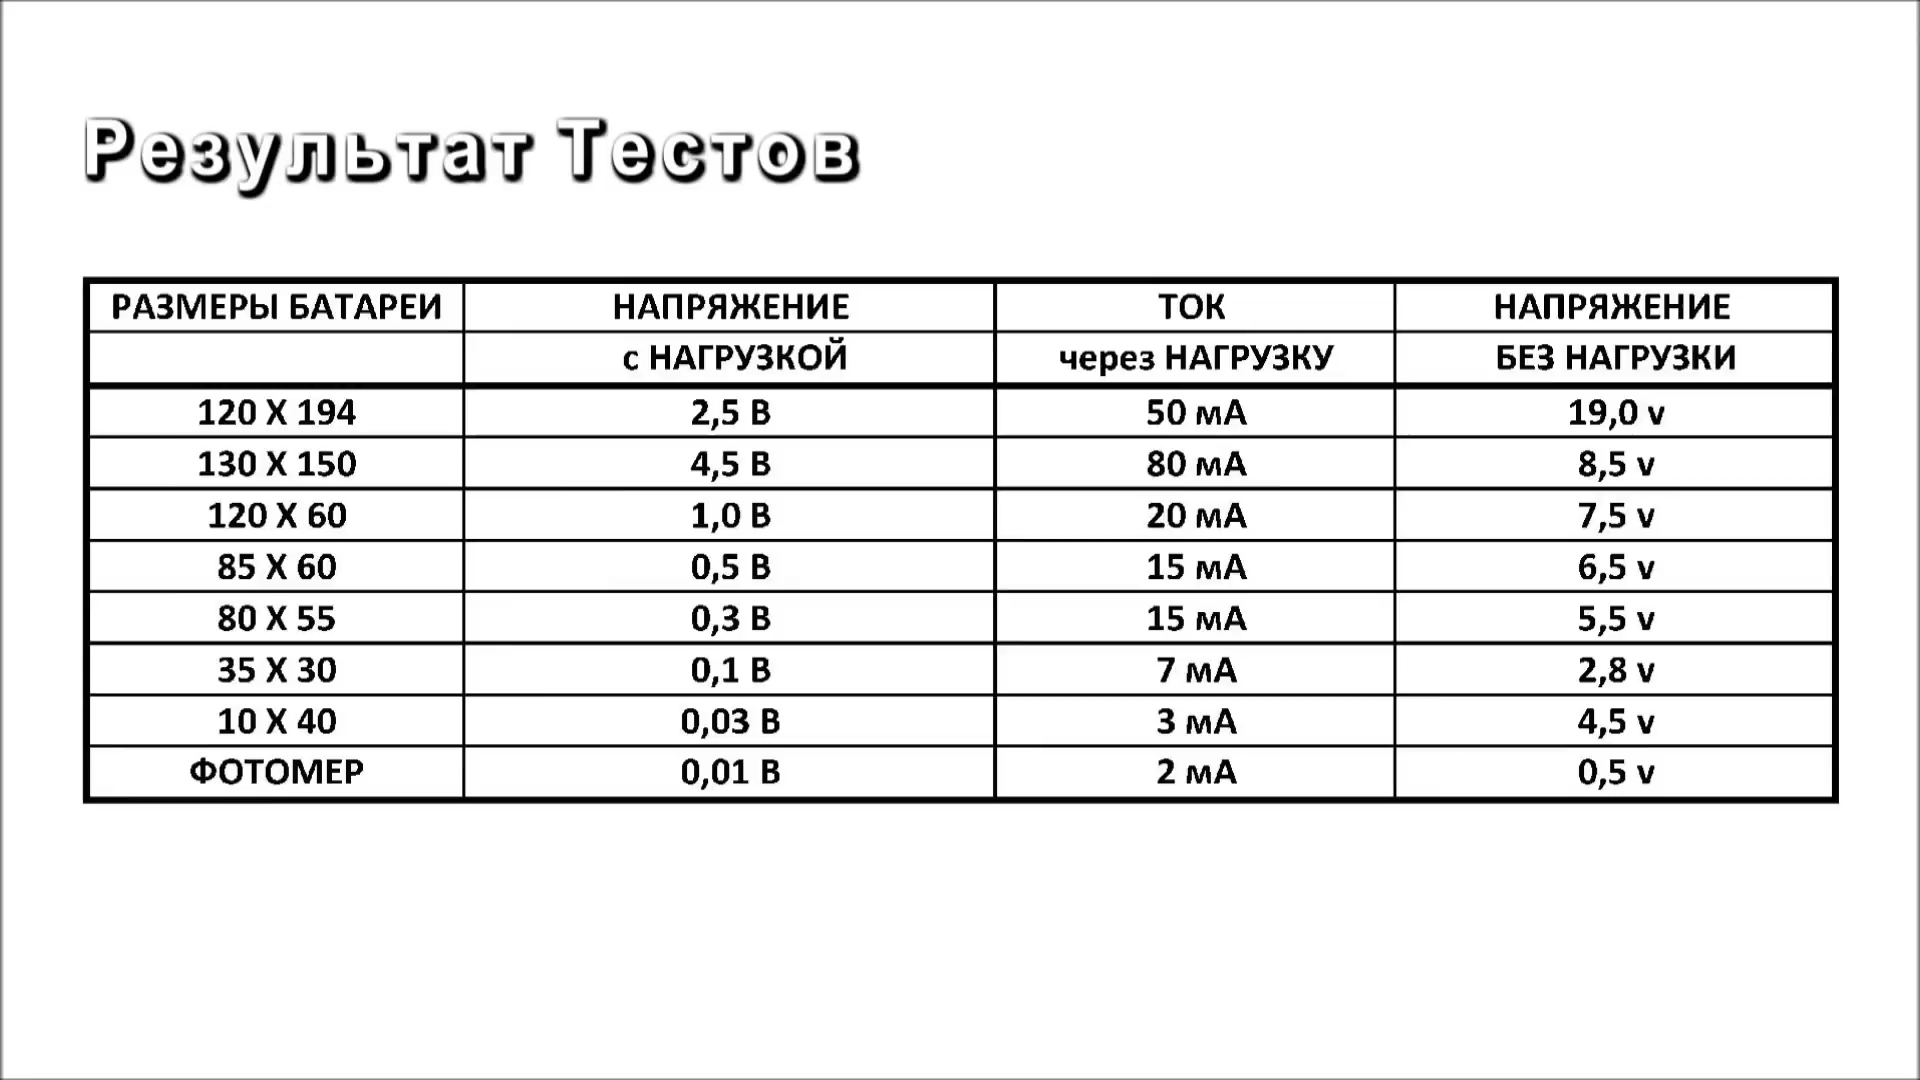 Результат Тестов
РАЗМЕРЫ БАТАРЕИ НАПРЯЖЕНИЕ ТОК НАПРЯЖЕНИЕ
с НАГРУЗКОЙ через НАГРУЗКУ БЕЗ НАГРУЗКИ
120 X 194 2,5 В 50 мА 19,0 v
130 X 150 4,5 В 80 мА 8,5 v
120 X 60 1,0 В 20 мА 7,5 v
85 X 60 0,5 В 15 мА 6,5 v
80 X 55 0,3 В 15 мА 5,5 v
35 X 30 0,1 В 7 мА 2,8 v
10 X 40 0,03 В 3 мА 4,5 v
ФОТОМЕР 0,01 В 2 мА 0,5 v